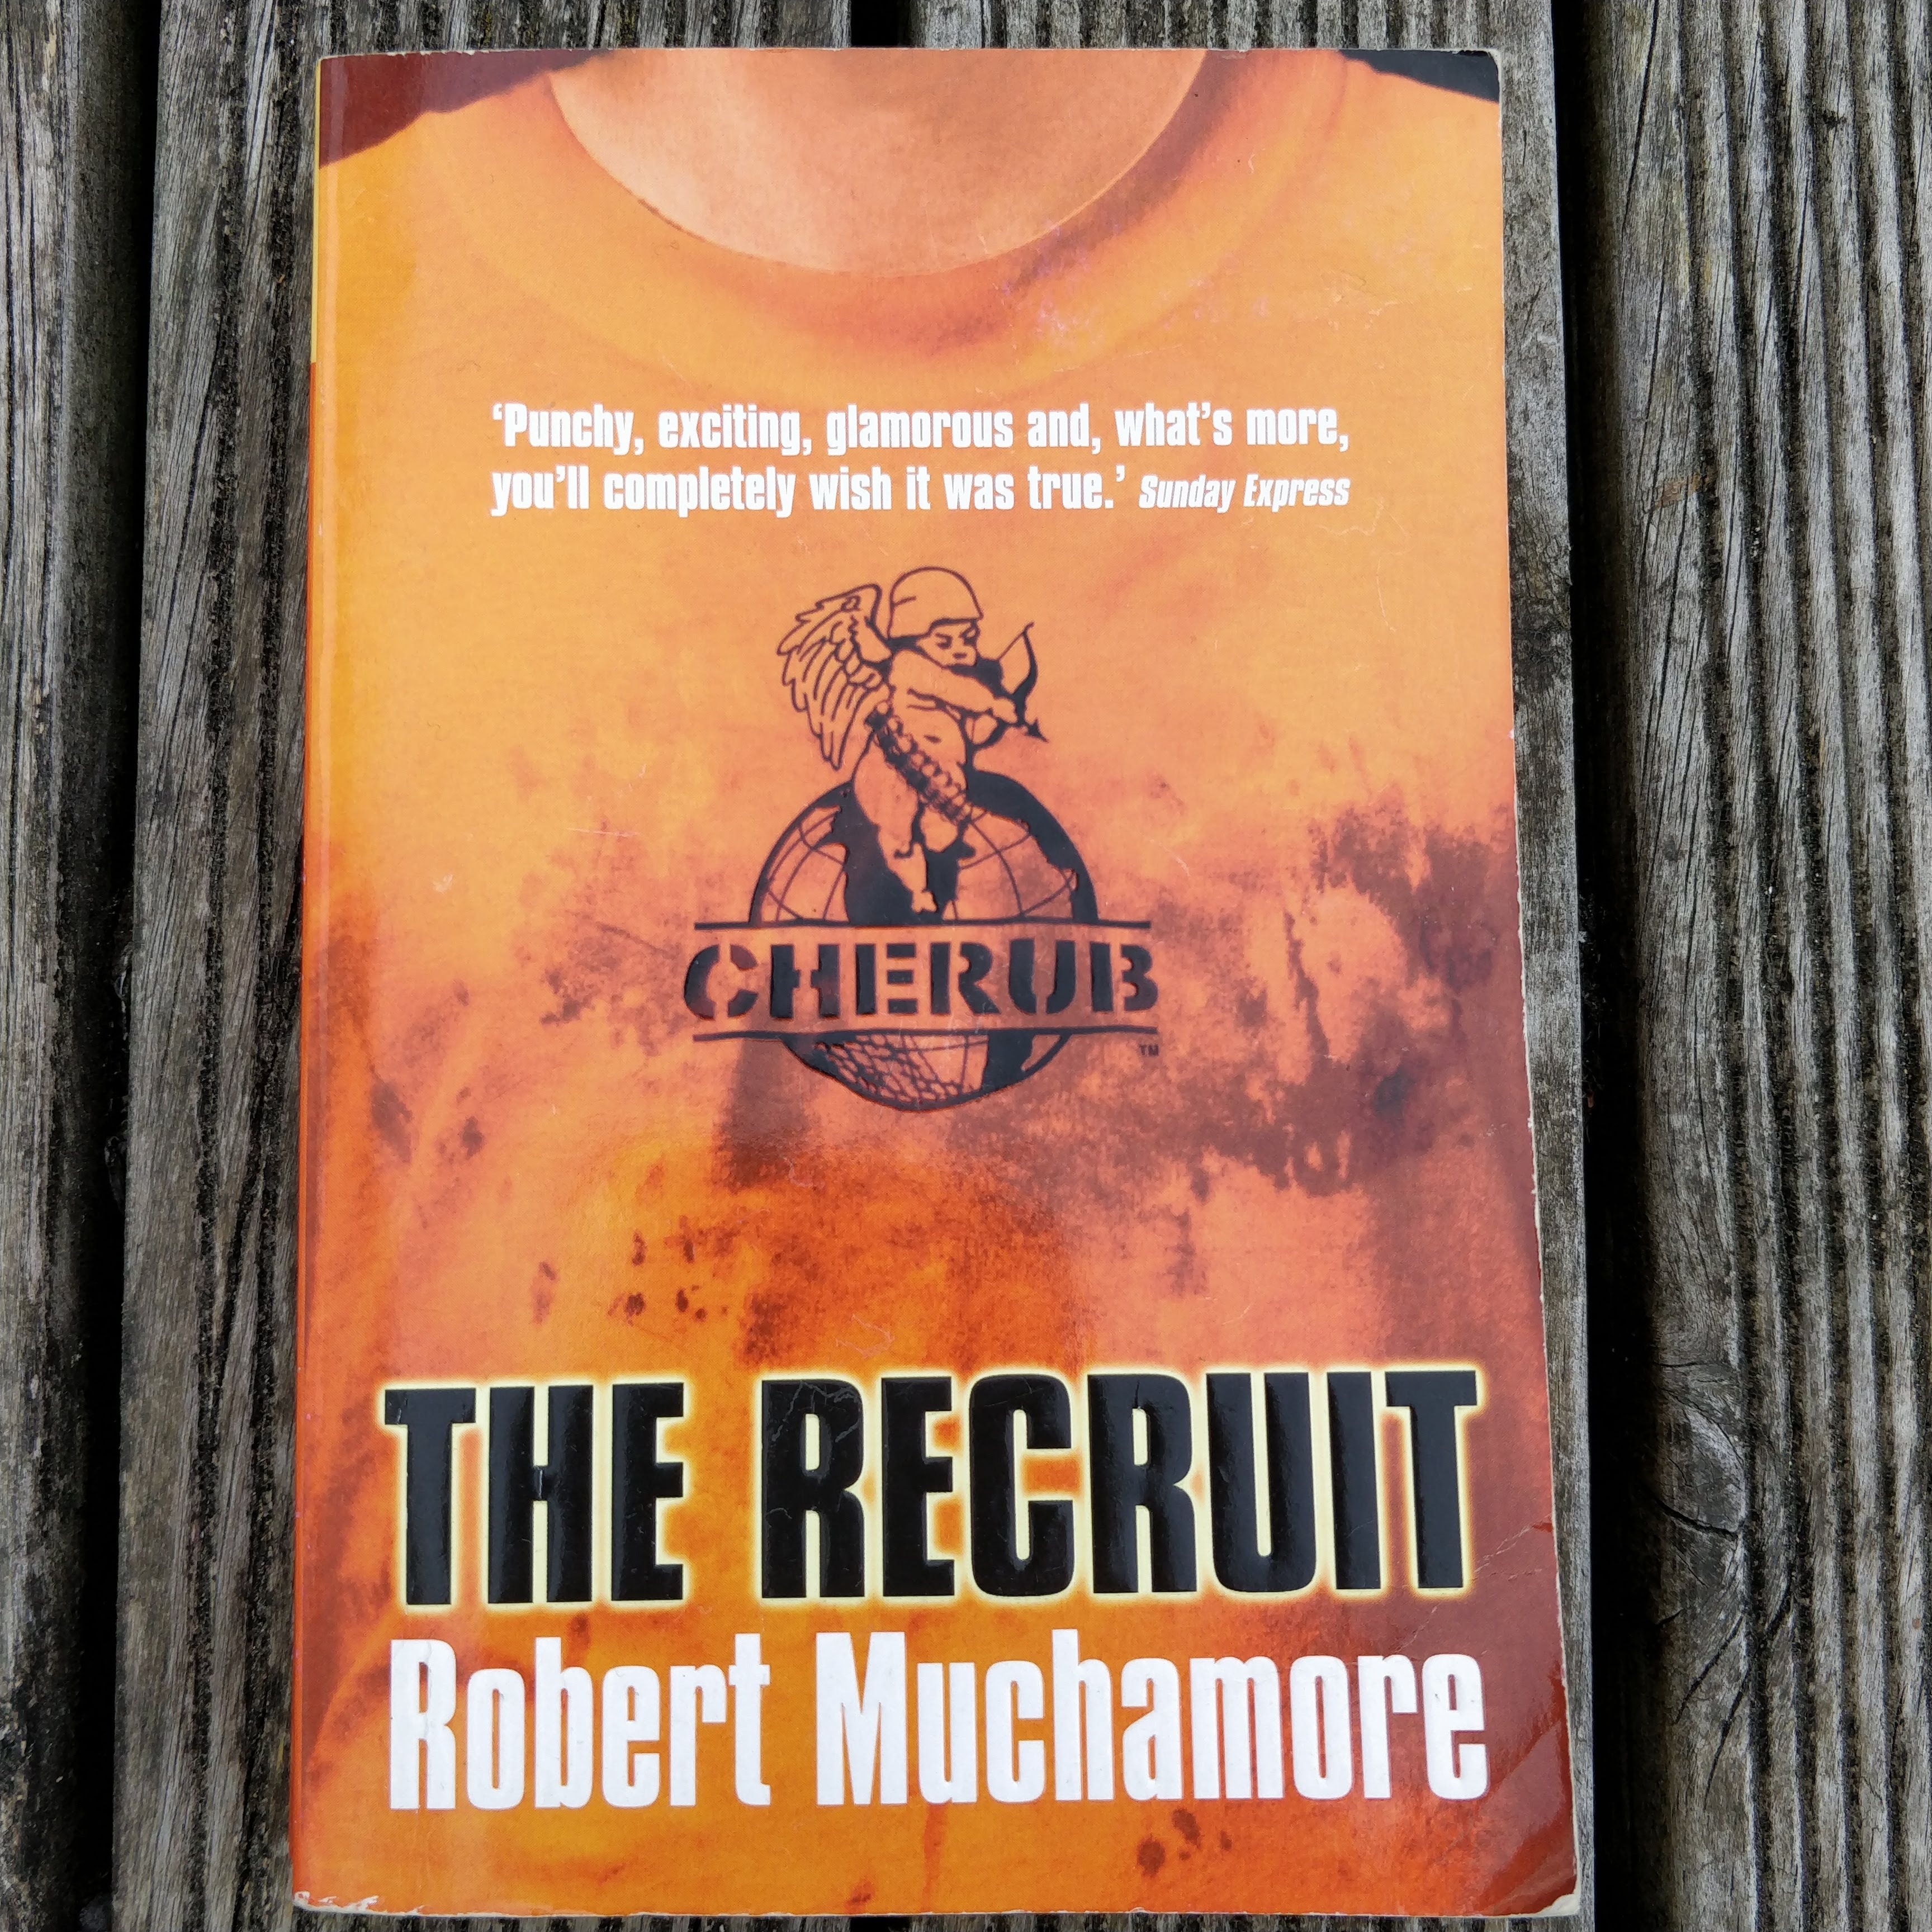 ‘Punchy, exciting, glamorous and, what’s more,
you’ll completely wish it was true.’ Sunday Express
CHERUB
TM
THE RECRUIT
Robert Muchamore